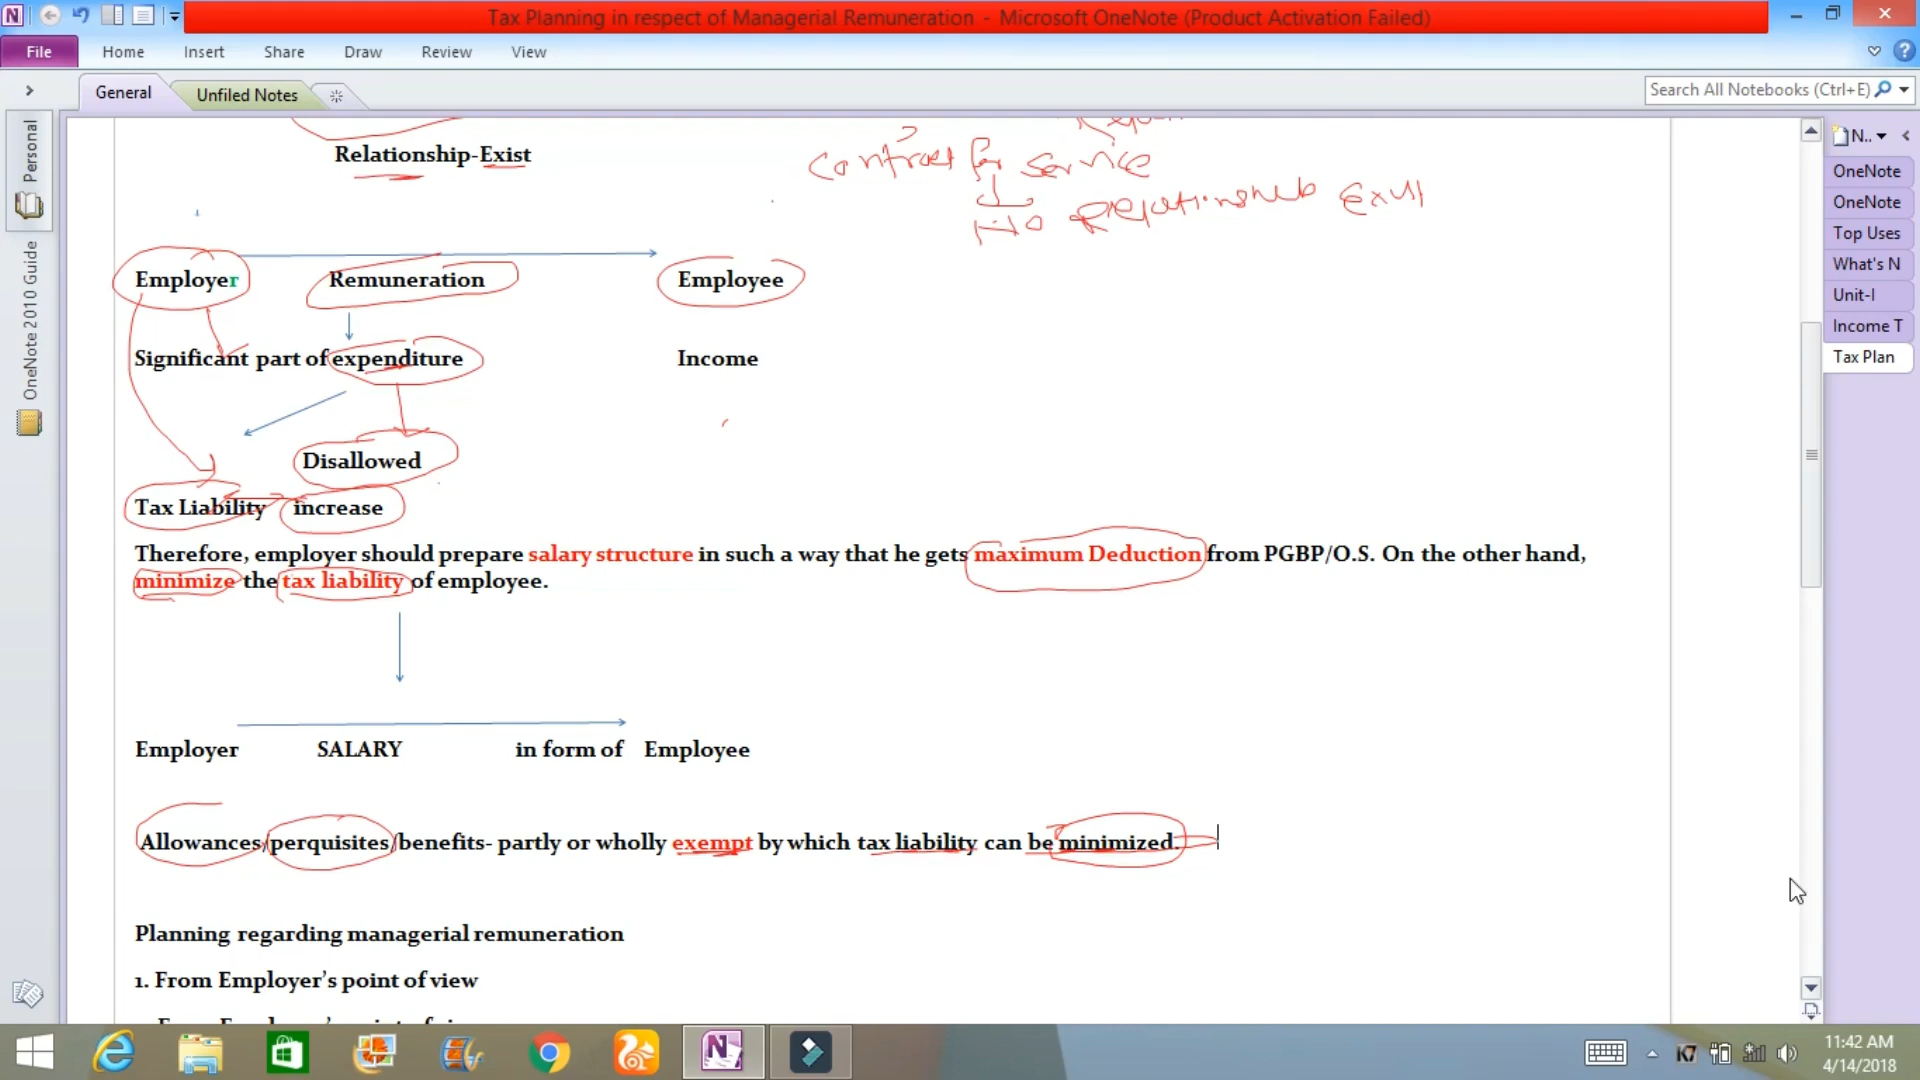 Tax Planning in respect of Managerial Remuneration - Microsoft OneNote (Product Activation Failed)
File Home Insert Share Draw Review View
General Unfiled Notes Search All Notebooks (Ctrl+E)
Personal
OneNote 2010 Guide
N..
OneNote
OneNote
Top Uses
What's N
Unit-I
Income T
Tax Plan
Relationship-Exist
Contract for Service
No Relationship Exist
Employer Remuneration Employee
Significant part of expenditure Income
Disallowed
Tax Liability increase
Therefore, employer should prepare salary structure in such a way that he gets maximum Deduction from PGBP/O.S. On the other hand,
minimize the tax liability of employee.
Employer SALARY in form of Employee
Allowances/perquisites/benefits- partly or wholly exempt by which tax liability can be minimized.
Planning regarding managerial remuneration
1. From Employer's point of view
11:42 AM
4/14/2018